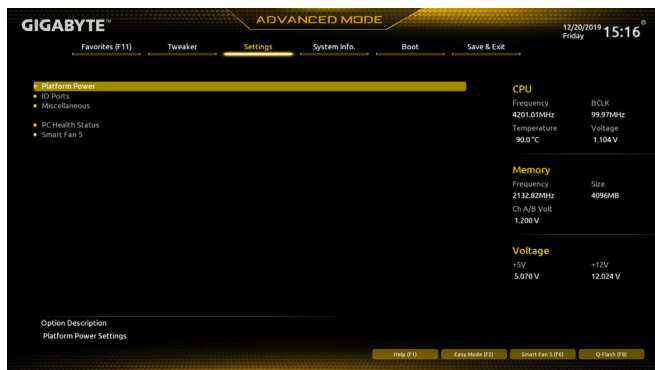 GIGABYTE™
ADVANCED MODE
12/20/2019 Friday 15:16
Favorites (F11) Tweaker Settings System Info. Boot Save & Exit
Platform Power
IO Ports
Miscellaneous
PC Health Status
Smart Fan 5
CPU
Frequency BCLK
4201.01MHz 99.97MHz
Temperature Voltage
90.0 °C 1.104 V
Memory
Frequency Size
2132.82MHz 4096MB
Ch A/B Volt
1.200 V
Voltage
+5V +12V
5.070 V 12.024 V
Option Description
Platform Power Settings
Help (F1) Easy Mode (F2) Smart Fan 5 (F6) Q-Flash (F8)